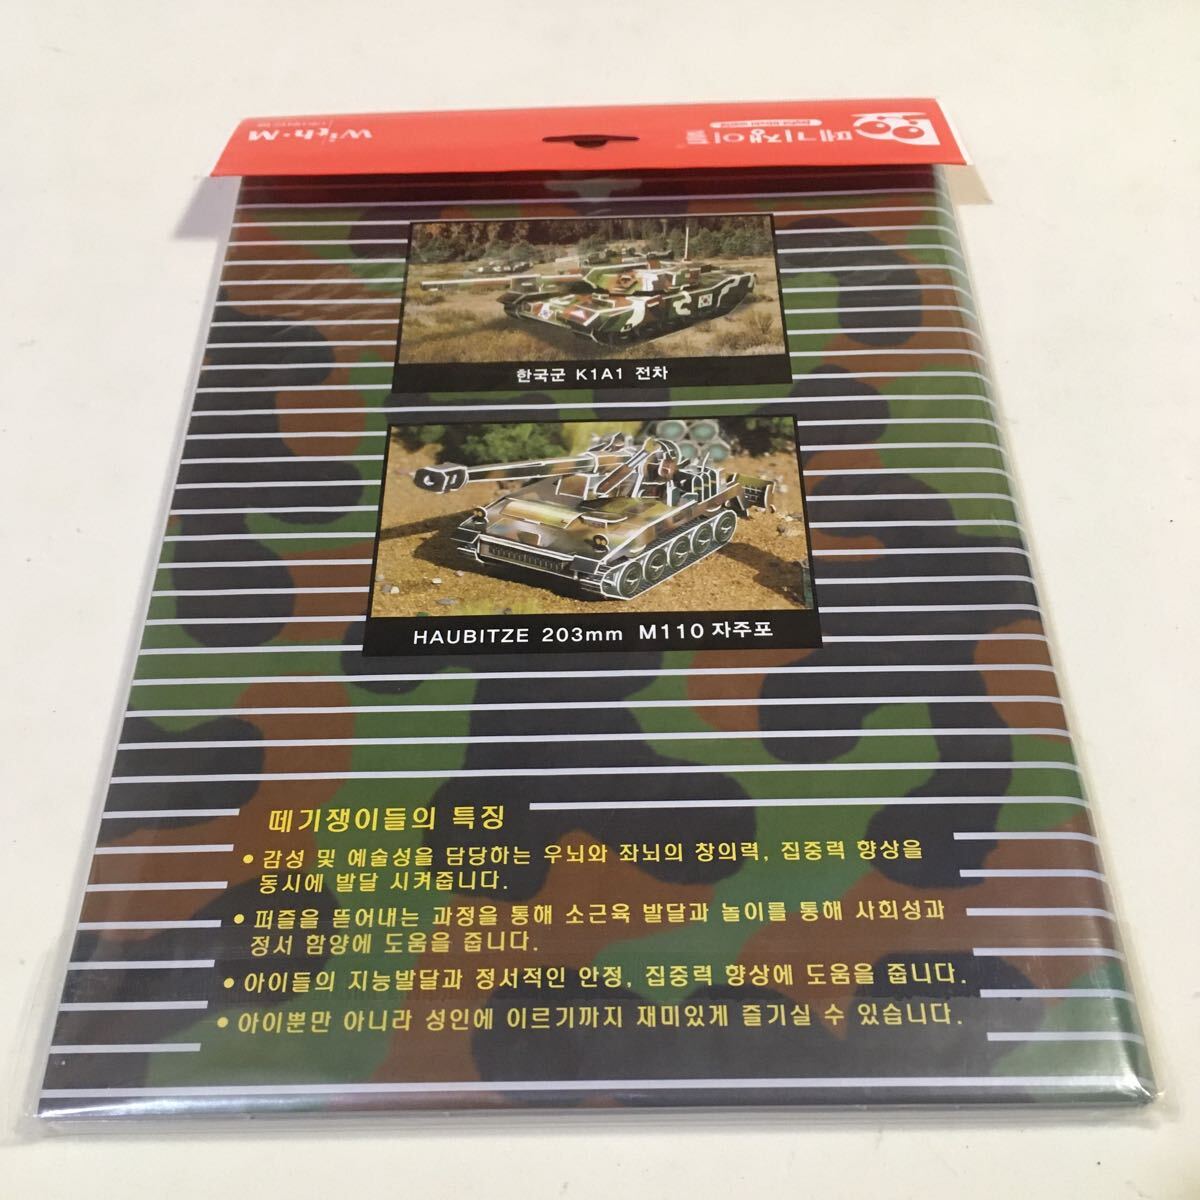 떼기쟁이
With·M
한국군 K1A1 전차
HAUBITZE 203mm M110 자주포
떼기쟁이들의 특징
• 감성 및 예술성을 담당하는 우뇌와 좌뇌의 창의력, 집중력 향상을
동시에 발달 시켜줍니다.
• 퍼즐을 뜯어내는 과정을 통해 소근육 발달과 놀이를 통해 사회성과
정서 함양에 도움을 줍니다.
• 아이들의 지능발달과 정서적인 안정, 집중력 향상에 도움을 줍니다.
• 아이뿐만 아니라 성인에 이르기까지 재미있게 즐기실 수 있습니다.